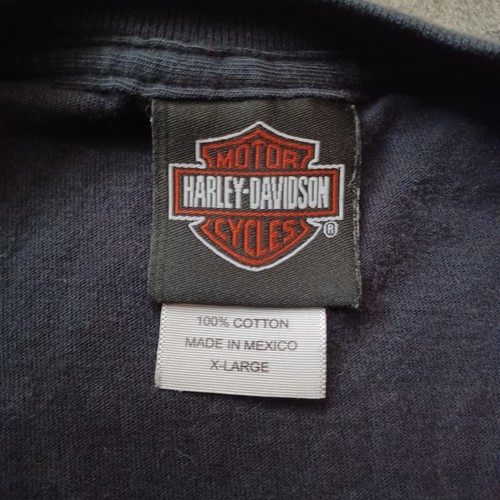 MOTOR
HARLEY-DAVIDSON
CYCLES
®
100% COTTON
MADE IN MEXICO
X-LARGE